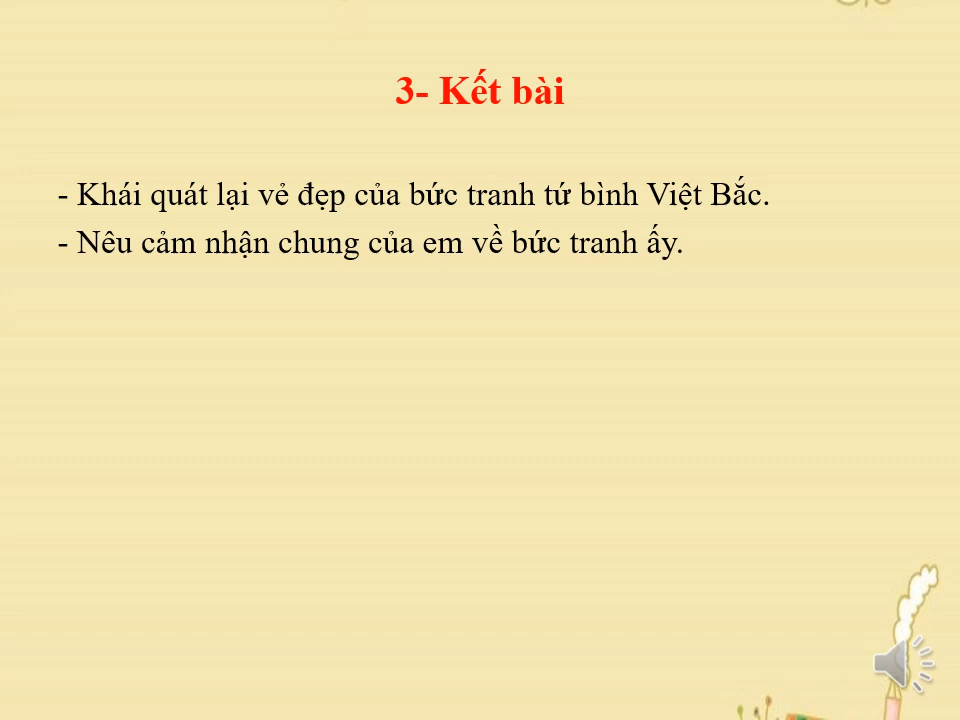 3- Kết bài
- Khái quát lại vẻ đẹp của bức tranh tứ bình Việt Bắc.
- Nêu cảm nhận chung của em về bức tranh ấy.